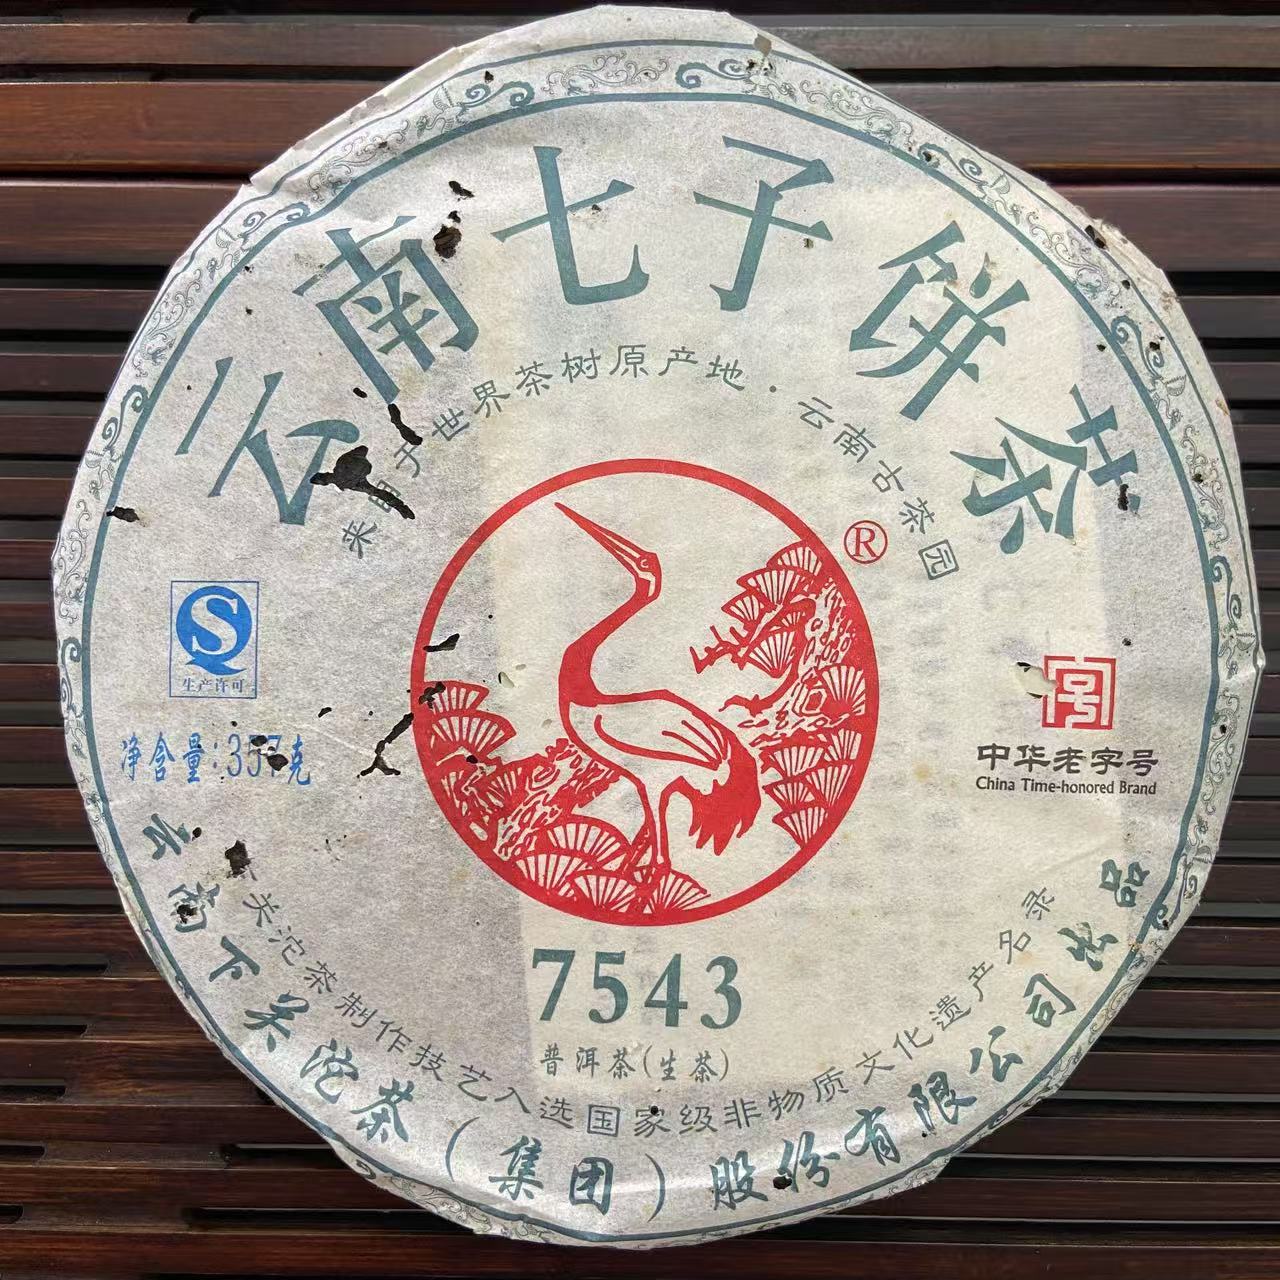 云南七子饼茶
采自于世界茶树原产地·云南古茶园
®
S
生产许可
净含量:357克
号
中华老字号
China Time-honored Brand
7543
普洱茶(生茶)
下关沱茶制作技艺入选国家级非物质文化遗产名录
云南下关沱茶(集团)股份有限公司出品